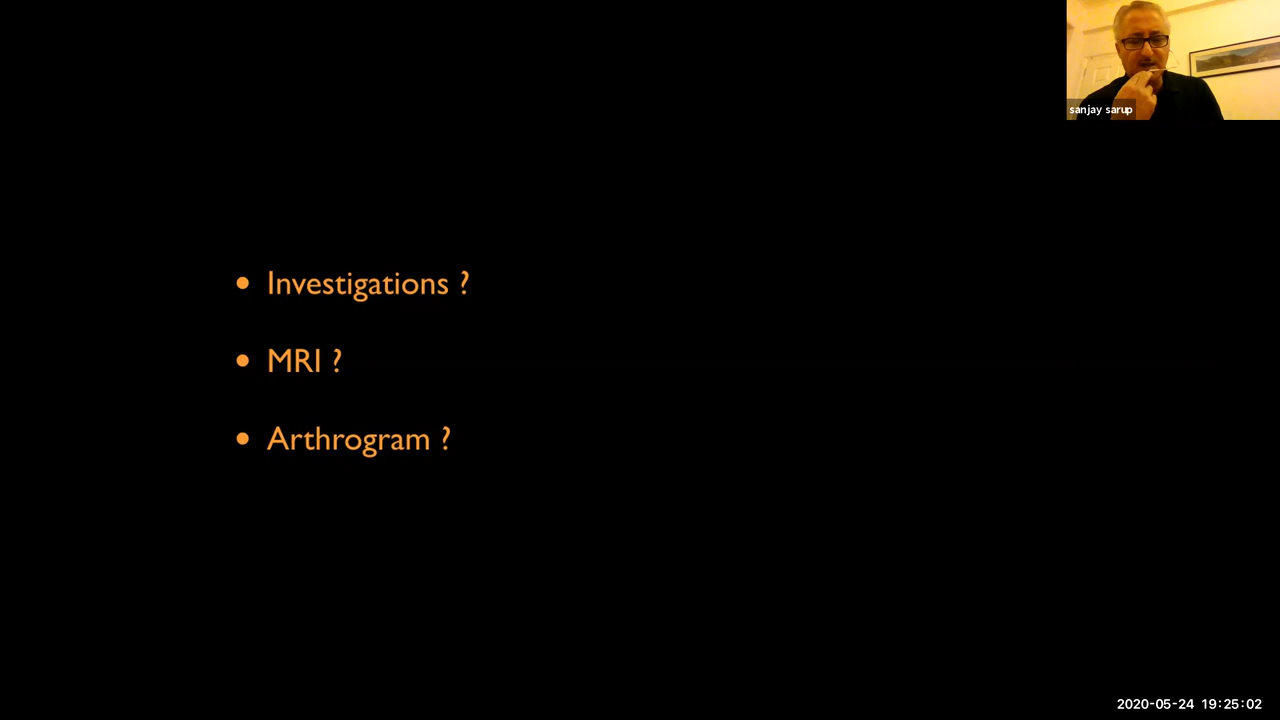 sanjay sarup
• Investigations ?
• MRI ?
• Arthrogram ?
2020-05-24 19:25:02